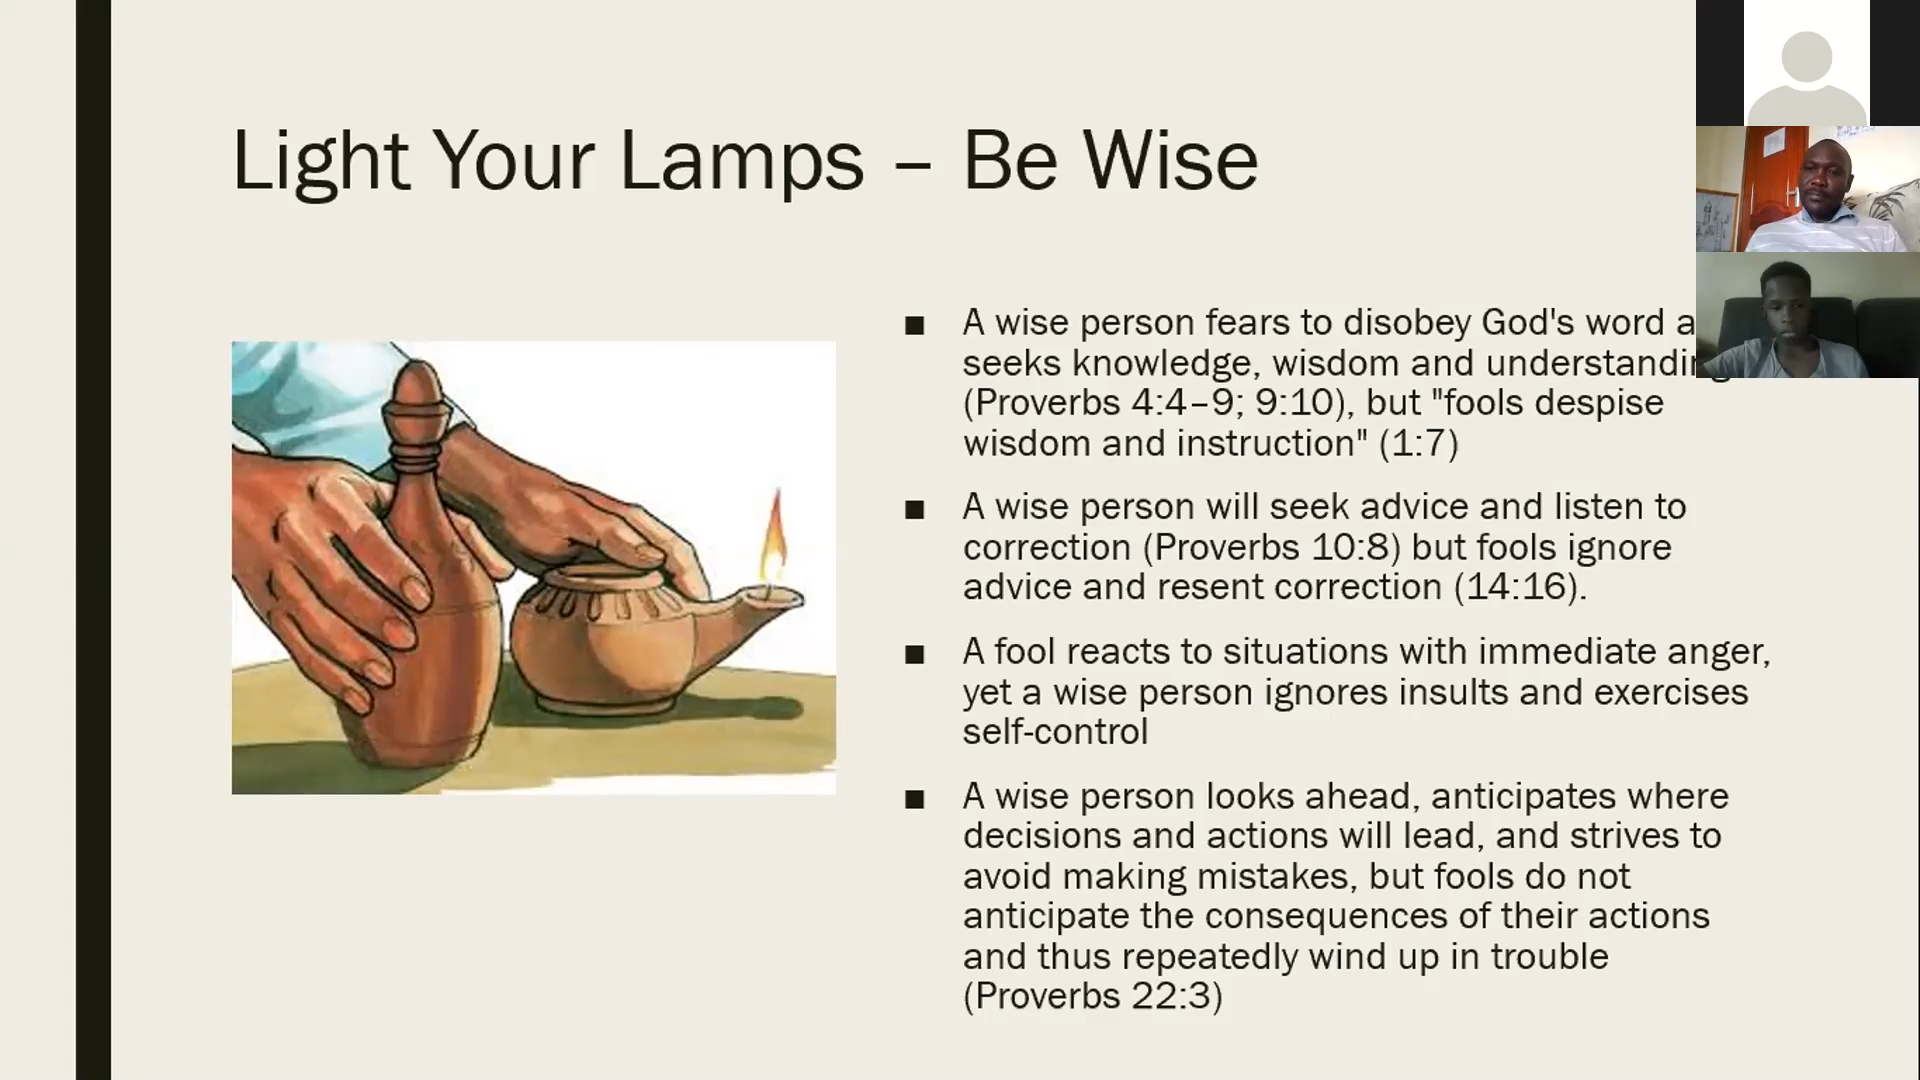 Light Your Lamps – Be Wise
■ A wise person fears to disobey God's word
seeks knowledge, wisdom and understanding
(Proverbs 4:4–9; 9:10), but "fools despise
wisdom and instruction" (1:7)
■ A wise person will seek advice and listen to
correction (Proverbs 10:8) but fools ignore
advice and resent correction (14:16).
■ A fool reacts to situations with immediate anger,
yet a wise person ignores insults and exercises
self-control
■ A wise person looks ahead, anticipates where
decisions and actions will lead, and strives to
avoid making mistakes, but fools do not
anticipate the consequences of their actions
and thus repeatedly wind up in trouble
(Proverbs 22:3)